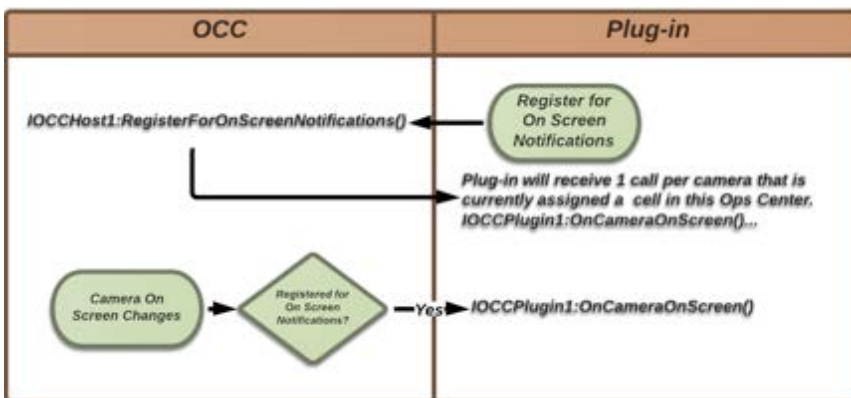 OCC
Plug-in
Register for
On Screen
Notifications
IOCCHost1:RegisterForOnScreenNotifications()
Plug-in will receive 1 call per camera that is
currently assigned a cell in this Ops Center.
IOCCPlugin1:OnCameraOnScreen()...
Camera On
Screen Changes
Registered for
On Screen
Notifications?
Yes
IOCCPlugin1:OnCameraOnScreen()